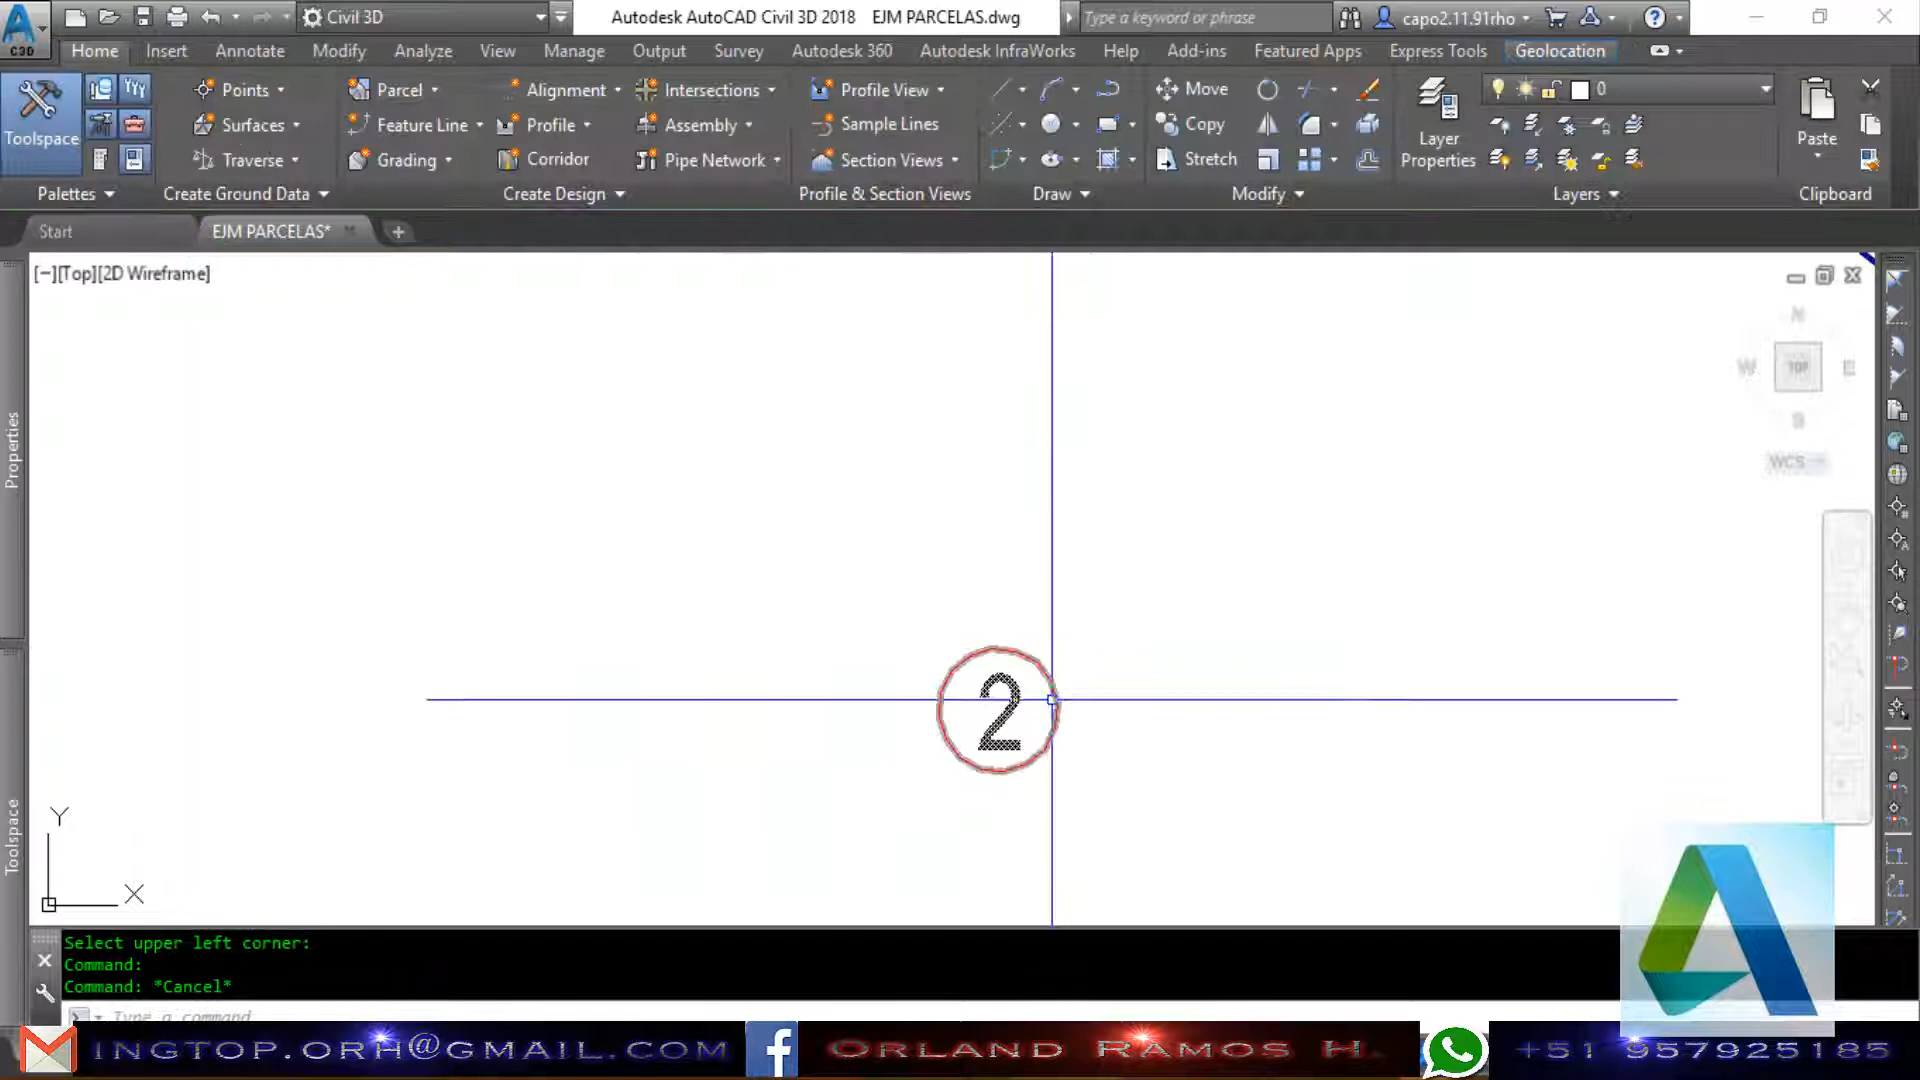 C3D
Civil 3D
Autodesk AutoCAD Civil 3D 2018 EJM PARCELAS.dwg
Type a keyword or phrase
capo2.11.91rho
Home Insert Annotate Modify Analyze View Manage Output Survey Autodesk 360 Autodesk InfraWorks Help Add-ins Featured Apps Express Tools Geolocation
Points Parcel Alignment Intersections Profile View Move 0
Surfaces Feature Line Profile Assembly Sample Lines Copy
Toolspace Layer Properties Paste
Traverse Grading Corridor Pipe Network Section Views Stretch
Palettes Create Ground Data Create Design Profile & Section Views Draw Modify Layers Clipboard
Start EJM PARCELAS*
[−][Top][2D Wireframe]
N
W TOP E
S
WCS
Properties
2
Y
X
Toolspace
Select upper left corner:
Command:
Command: *Cancel*
Type a command
INGTOP.ORH@GMAIL.COM ORLAND RAMOS H. +51 957925185